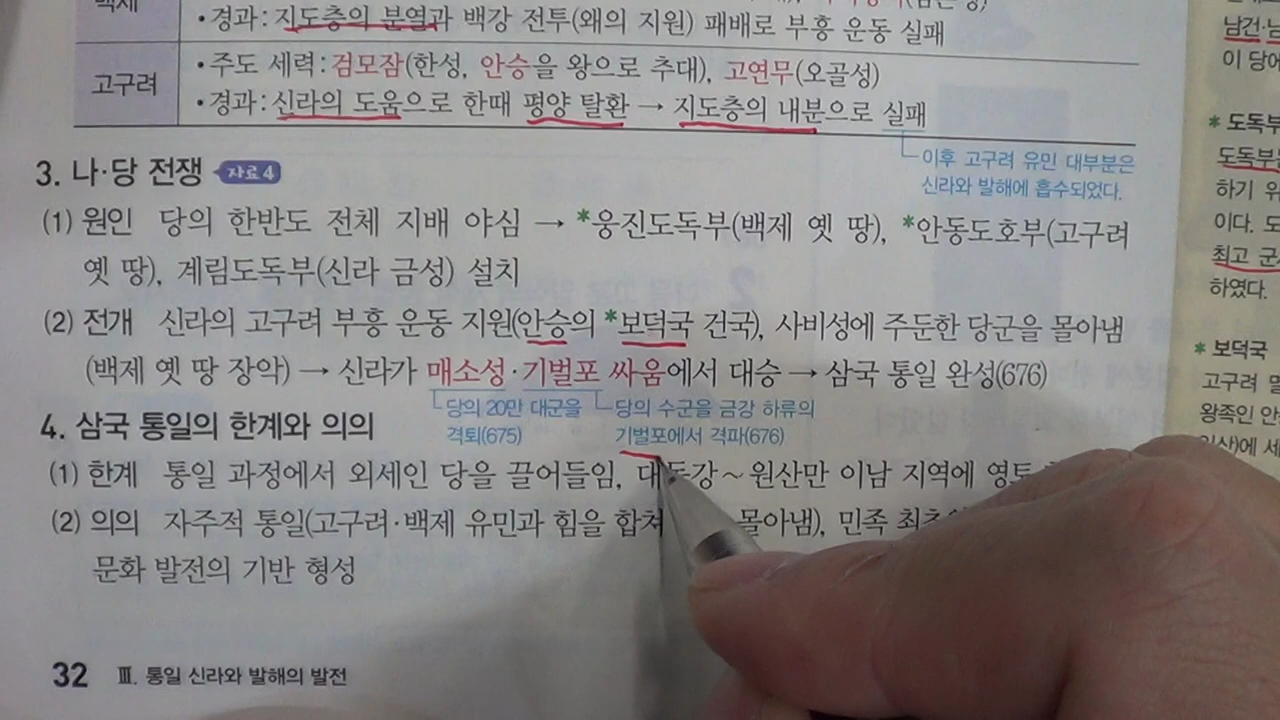 • 경과: 지도층의 분열과 백강 전투(왜의 지원) 패배로 부흥 운동 실패
고구려
• 주도 세력: 검모잠(한성, 안승을 왕으로 추대), 고연무(오골성)
• 경과: 신라의 도움으로 한때 평양 탈환 → 지도층의 내분으로 실패
이후 고구려 유민 대부분은
신라와 발해에 흡수되었다.
3. 나·당 전쟁 자료 4
(1) 원인 당의 한반도 전체 지배 야심 → *웅진도독부(백제 옛 땅), *안동도호부(고구려
옛 땅), 계림도독부(신라 금성) 설치
(2) 전개 신라의 고구려 부흥 운동 지원(안승의 *보덕국 건국), 사비성에 주둔한 당군을 몰아냄
(백제 옛 땅 장악) → 신라가 매소성·기벌포 싸움에서 대승 → 삼국 통일 완성(676)
당의 20만 대군을
격퇴(675)
당의 수군을 금강 하류의
기벌포에서 격파(676)
4. 삼국 통일의 한계와 의의
(1) 한계 통일 과정에서 외세인 당을 끌어들임, 대동강~원산만 이남 지역에 영토
(2) 의의 자주적 통일(고구려·백제 유민과 힘을 합쳐 몰아냄), 민족
문화 발전의 기반 형성
32 Ⅲ. 통일 신라와 발해의 발전
남건·
이 당에
* 도독부
하기 위
이다.
최고
하였다.
* 보덕국
고구려
왕족인 안